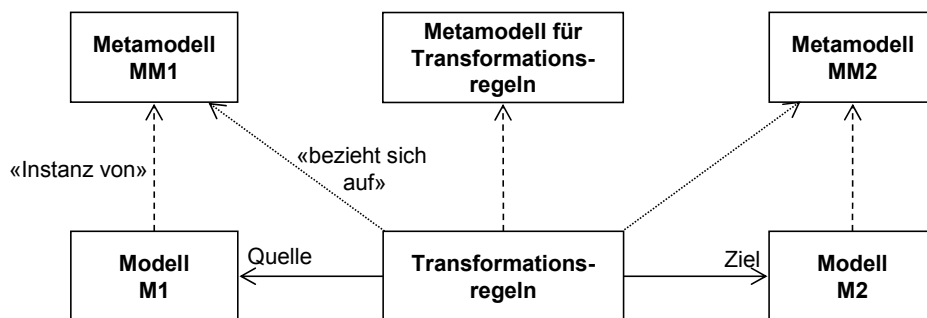 Metamodell
MM1
Metamodell für
Transformations-
regeln
Metamodell
MM2
«Instanz von»
«bezieht sich
auf»
Modell
M1
Quelle
Transformations-
regeln
Ziel
Modell
M2